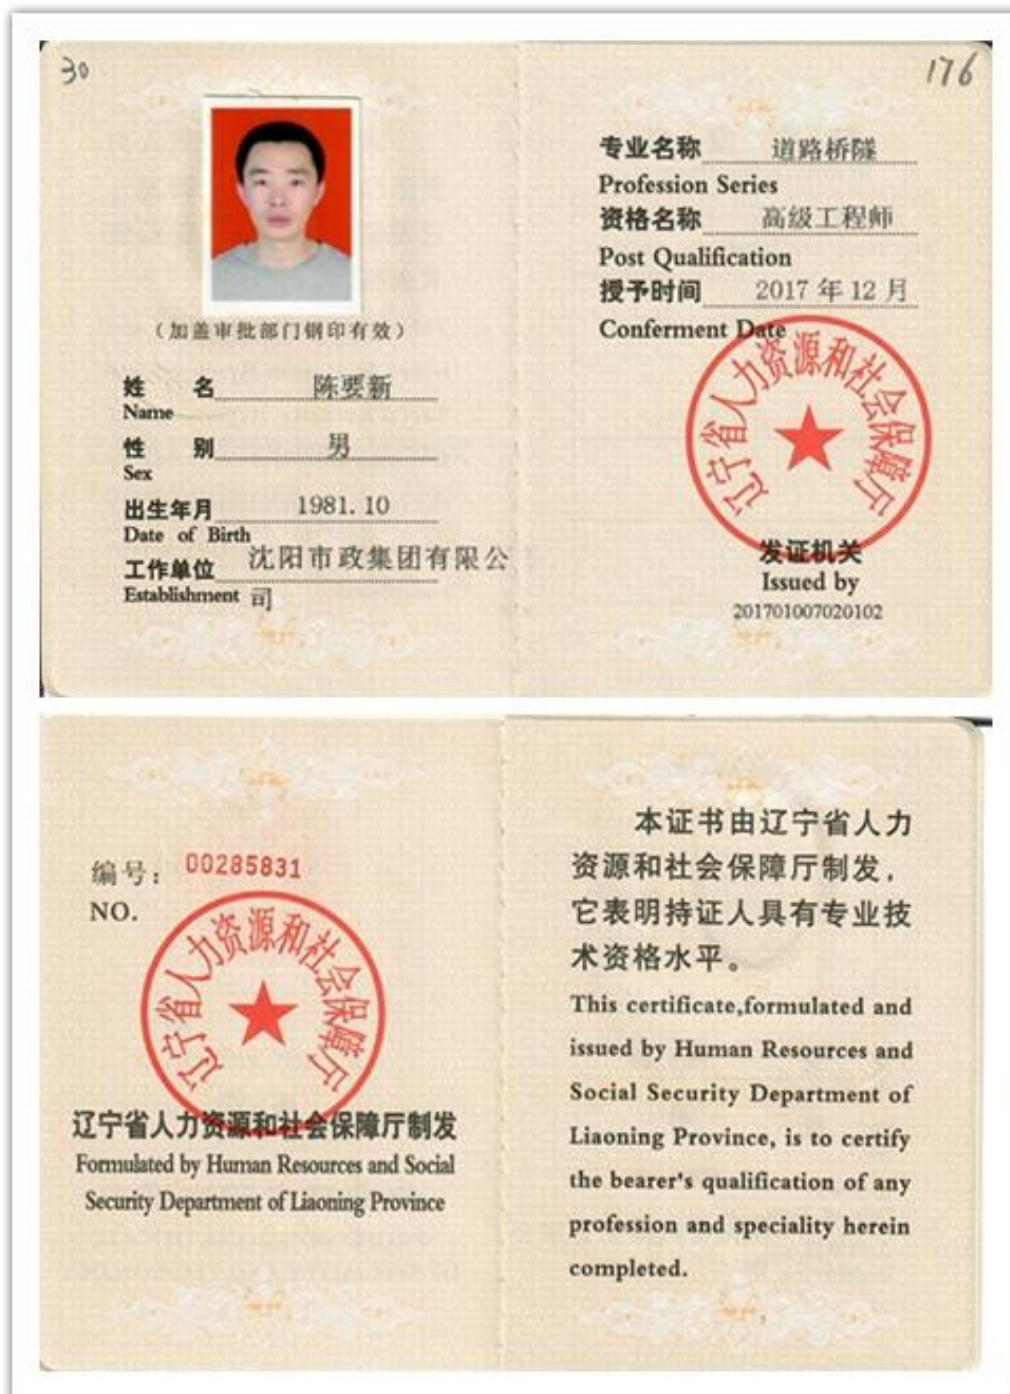 30
176
(加盖审批部门钢印有效)
姓 名 陈要新
Name
性 别 男
Sex
出生年月 1981.10
Date of Birth
工作单位 沈阳市政集团有限公
Establishment 司
专业名称 道路桥隧
Profession Series
资格名称 高级工程师
Post Qualification
授予时间 2017年12月
Conferment Date
辽宁省人力资源和社会保障厅
发证机关
Issued by
201701007020102
编号: 00285831
NO.
辽宁省人力资源和社会保障厅
辽宁省人力资源和社会保障厅制发
Formulated by Human Resources and Social
Security Department of Liaoning Province
本证书由辽宁省人力
资源和社会保障厅制发,
它表明持证人具有专业技
术资格水平。
This certificate,formulated and
issued by Human Resources and
Social Security Department of
Liaoning Province, is to certify
the bearer's qualification of any
profession and speciality herein
completed.